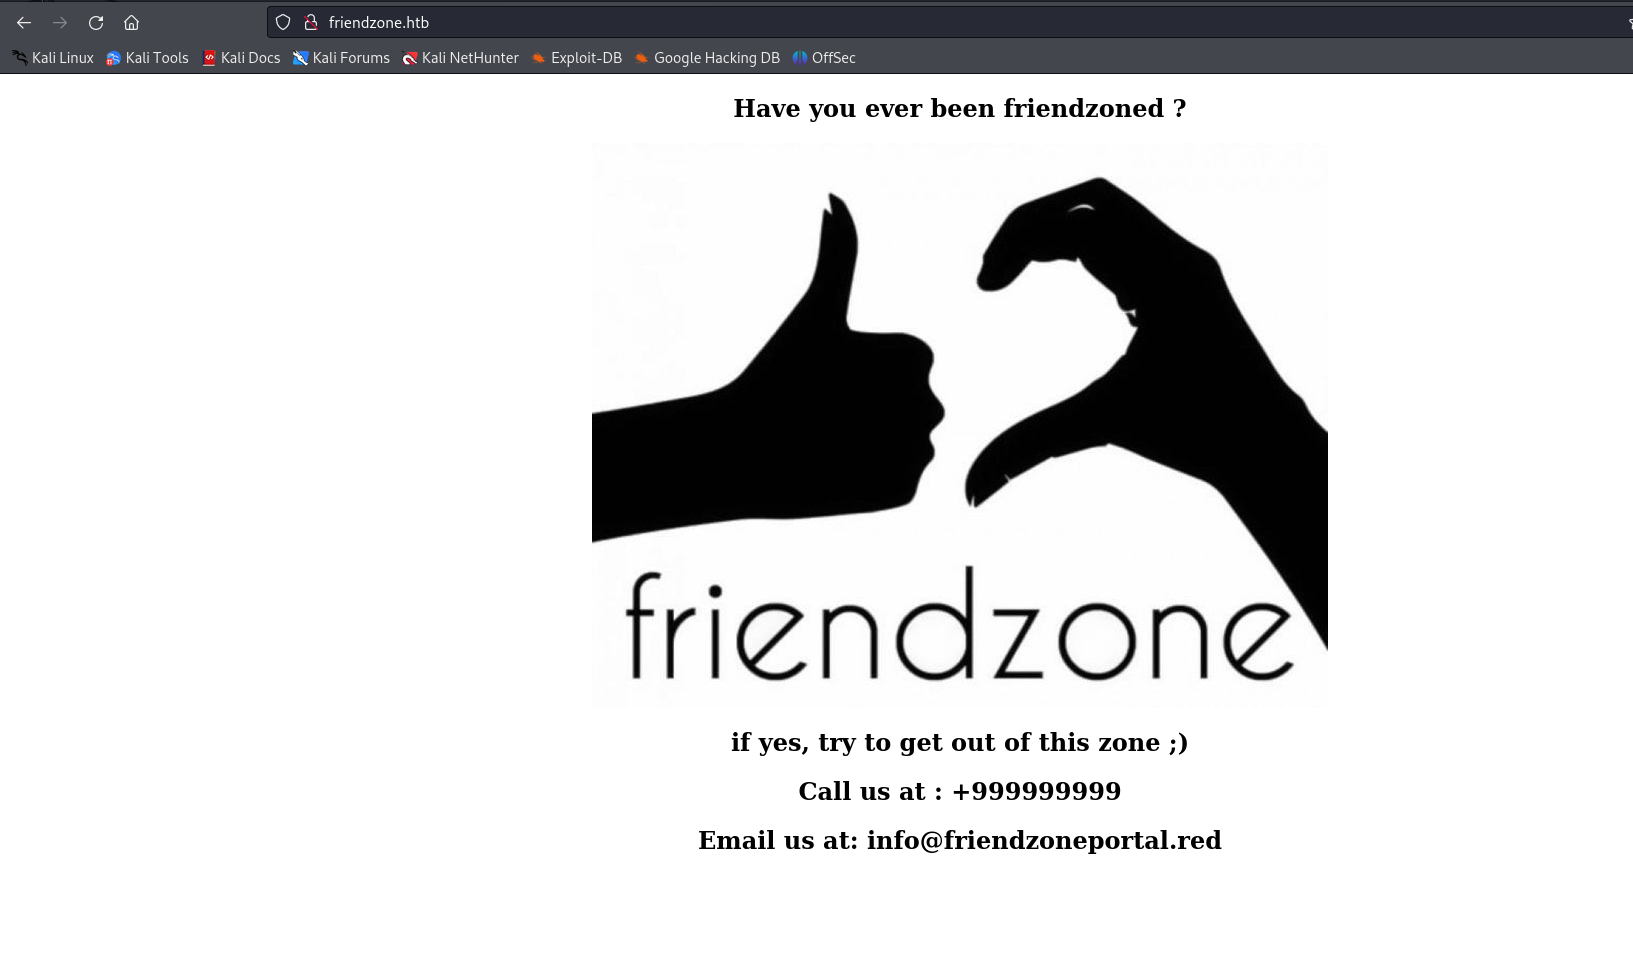 friendzone.htb
Kali Linux Kali Tools Kali Docs Kali Forums Kali NetHunter Exploit-DB Google Hacking DB OffSec
Have you ever been friendzoned ?
friendzone
if yes, try to get out of this zone ;)
Call us at : +999999999
Email us at: info@friendzoneportal.red